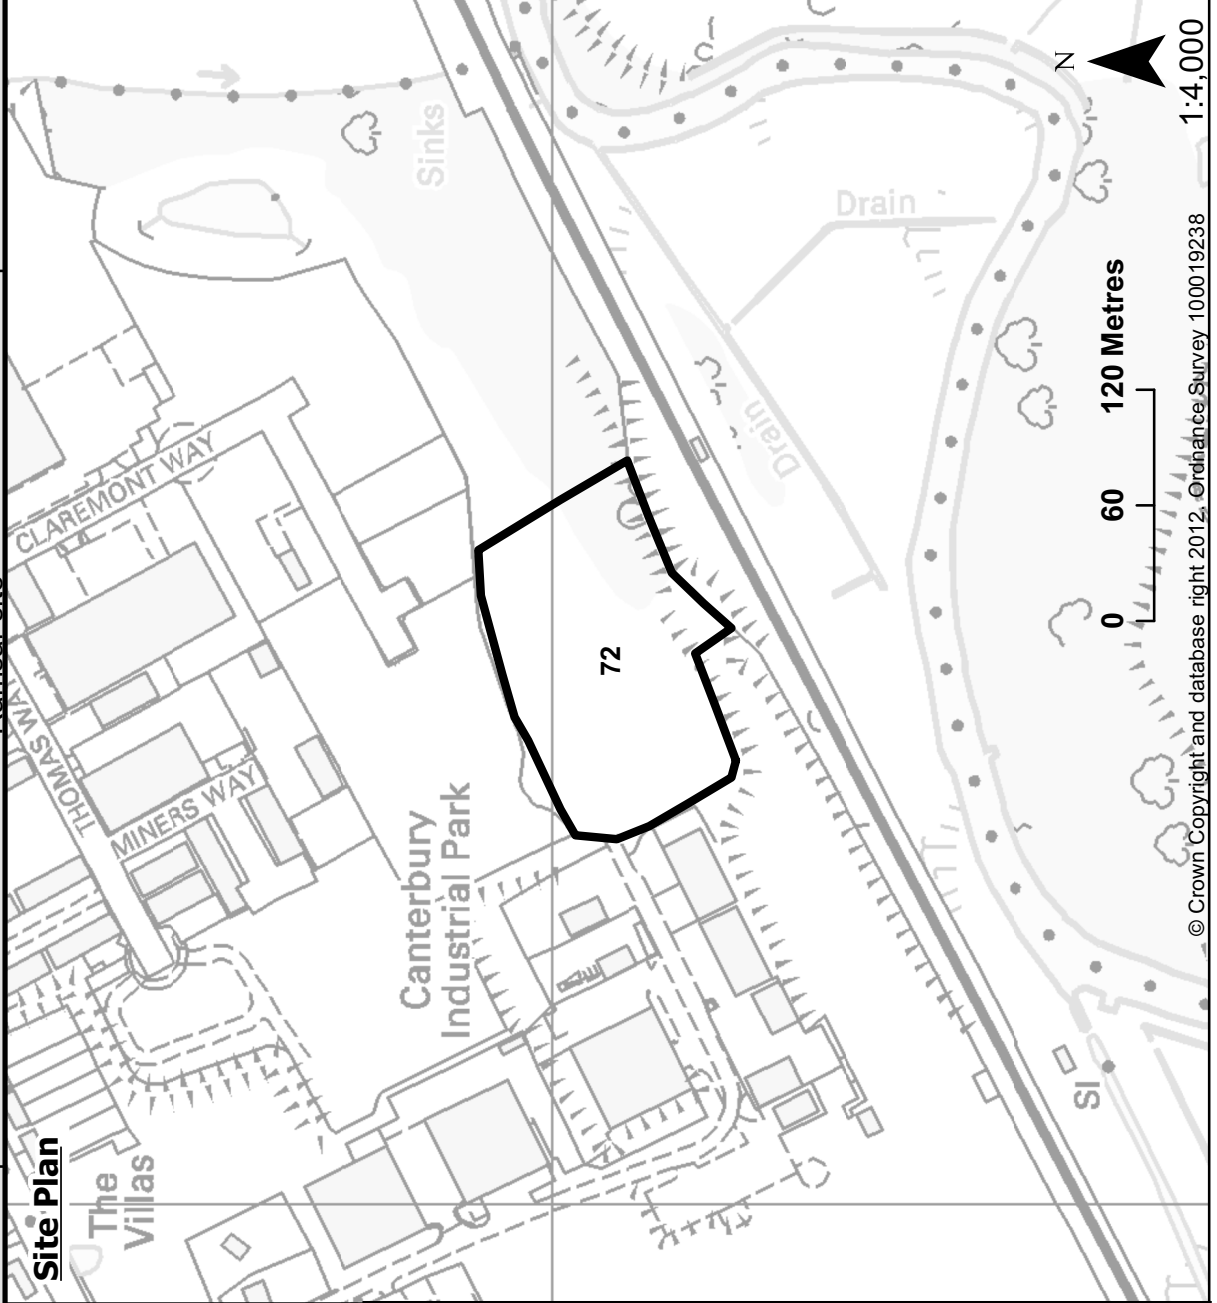 Site Plan
The
Villas
THOMAS WAY
MINERS WAY
CLAREMONT WAY
Canterbury
Industrial Park
Sinks
72
Drain
Drain
Sl
N
0 60 120 Metres
1:4,000
© Crown Copyright and database right 2012. Ordnance Survey 100019238